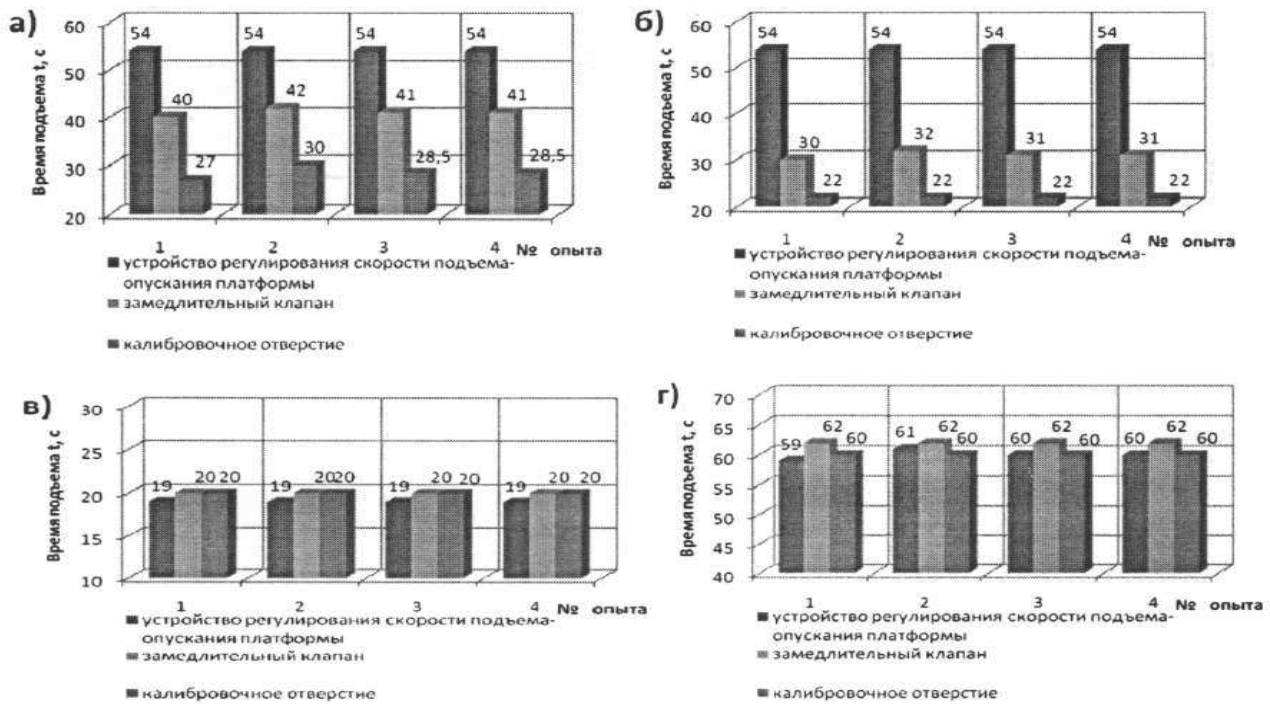 а)
Время подъема t, с
60
50
40
30
20
54 54 54 54
40 42 41 41
27 30 28,5 28,5
1 2 3 4 № опыта
устройство регулирования скорости подъема-
опускания платформы
замедлительный клапан
калибровочное отверстие
б)
Время подъема t, с
60
50
40
30
20
54 54 54 54
30 32 31 31
22 22 22 22
1 2 3 4 № опыта
устройство регулирования скорости подъема-
опускания платформы
замедлительный клапан
калибровочное отверстие
в)
Время подъема t, с
30
25
20
15
10
19 20 20 19 20 20 19 20 20 19 20 20
1 2 3 4 № опыта
устройство регулирования скорости подъема-
опускания платформы
замедлительный клапан
калибровочное отверстие
г)
Время подъема t, с
70
65
60
55
50
45
40
59 62 60 61 62 60 60 62 60 60 62 60
1 2 3 4 № опыта
устройство регулирования скорости подъема-
опускания платформы
замедлительный клапан
калибровочное отверстие